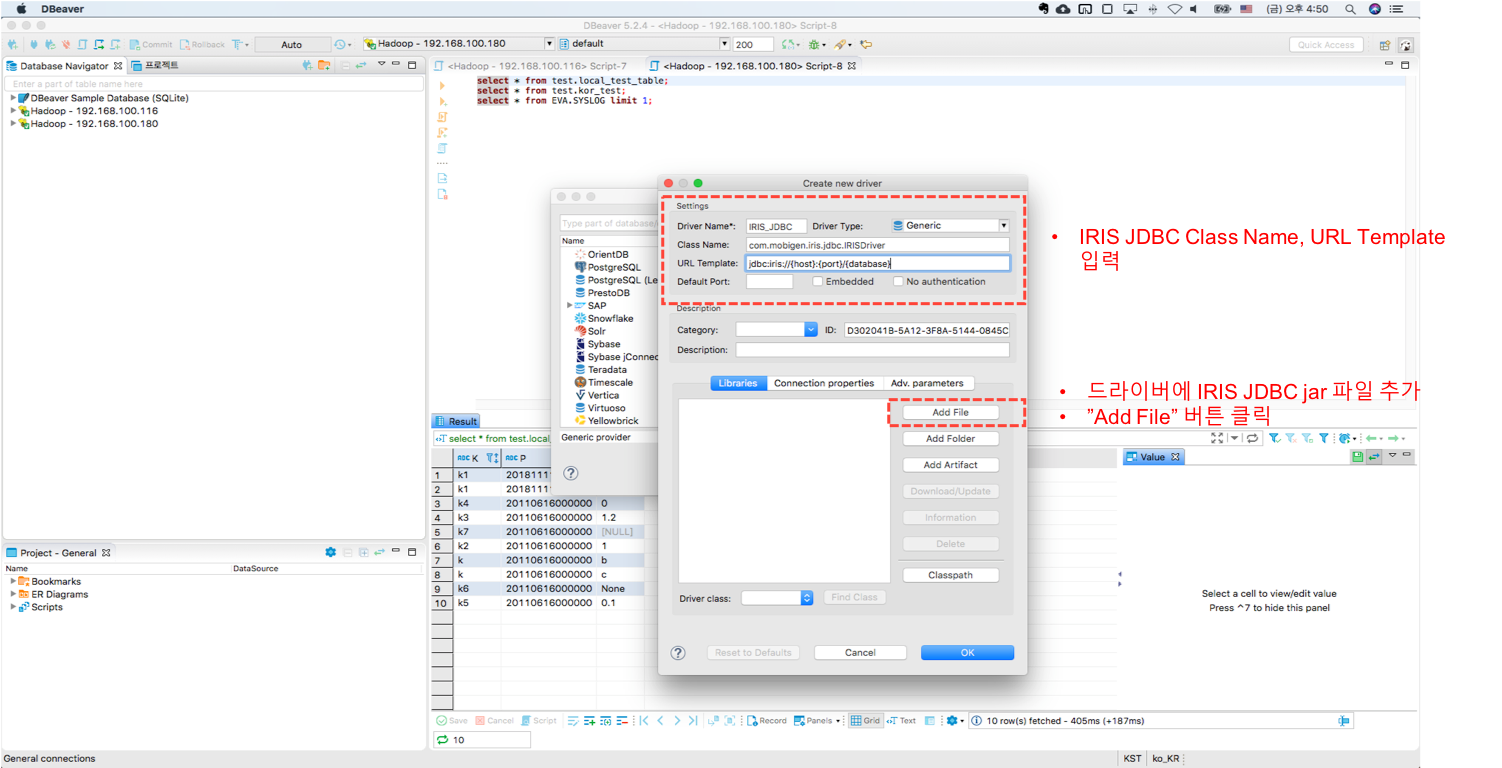 DBeaver
(금) 오후 4:50
DBeaver 5.2.4 - <Hadoop - 192.168.100.180> Script-8
Commit
Rollback
Auto
Hadoop - 192.168.100.180
default
200
Quick Access
Database Navigator
프로젝트
Enter a part of table name here
DBeaver Sample Database (SQLite)
Hadoop - 192.168.100.116
Hadoop - 192.168.100.180
<Hadoop - 192.168.100.116> Script-7
<Hadoop - 192.168.100.180> Script-8
select * from test.local_test_table;
select * from test.kor_test;
select * from EVA.SYSLOG limit 1;
Type part of database/
Name
OrientDB
PostgreSQL
PostgreSQL (Le
PrestoDB
SAP
Snowflake
Solr
Sybase
Sybase jConnec
Teradata
Timescale
Vertica
Virtuoso
Yellowbrick
Generic provider
Create new driver
Settings
Driver Name*:
IRIS_JDBC
Driver Type:
Generic
Class Name:
com.mobigen.iris.jdbc.IRISDriver
URL Template:
jdbc:iris://{host}:{port}/{database}
Default Port:
Embedded
No authentication
Description
Category:
ID:
D302041B-5A12-3F8A-5144-0845C
Description:
Libraries
Connection properties
Adv. parameters
Add File
Add Folder
Add Artifact
Download/Update
Information
Delete
Classpath
Driver class:
Find Class
Reset to Defaults
Cancel
OK
• IRIS JDBC Class Name, URL Template
입력
• 드라이버에 IRIS JDBC jar 파일 추가
• ”Add File” 버튼 클릭
Result
select * from test.local
ABC K
ABC P
1 k1 2018111
2 k1 2018111
3 k4 20110616000000 0
4 k3 20110616000000 1.2
5 k7 20110616000000 [NULL]
6 k2 20110616000000 1
7 k 20110616000000 b
8 k 20110616000000 c
9 k6 20110616000000 None
10 k5 20110616000000 0.1
Value
Select a cell to view/edit value
Press ^7 to hide this panel
Project - General
Name
DataSource
Bookmarks
ER Diagrams
Scripts
Save
Cancel
Script
Record
Panels
Grid
Text
10 row(s) fetched - 405ms (+187ms)
10
General connections
KST
ko_KR